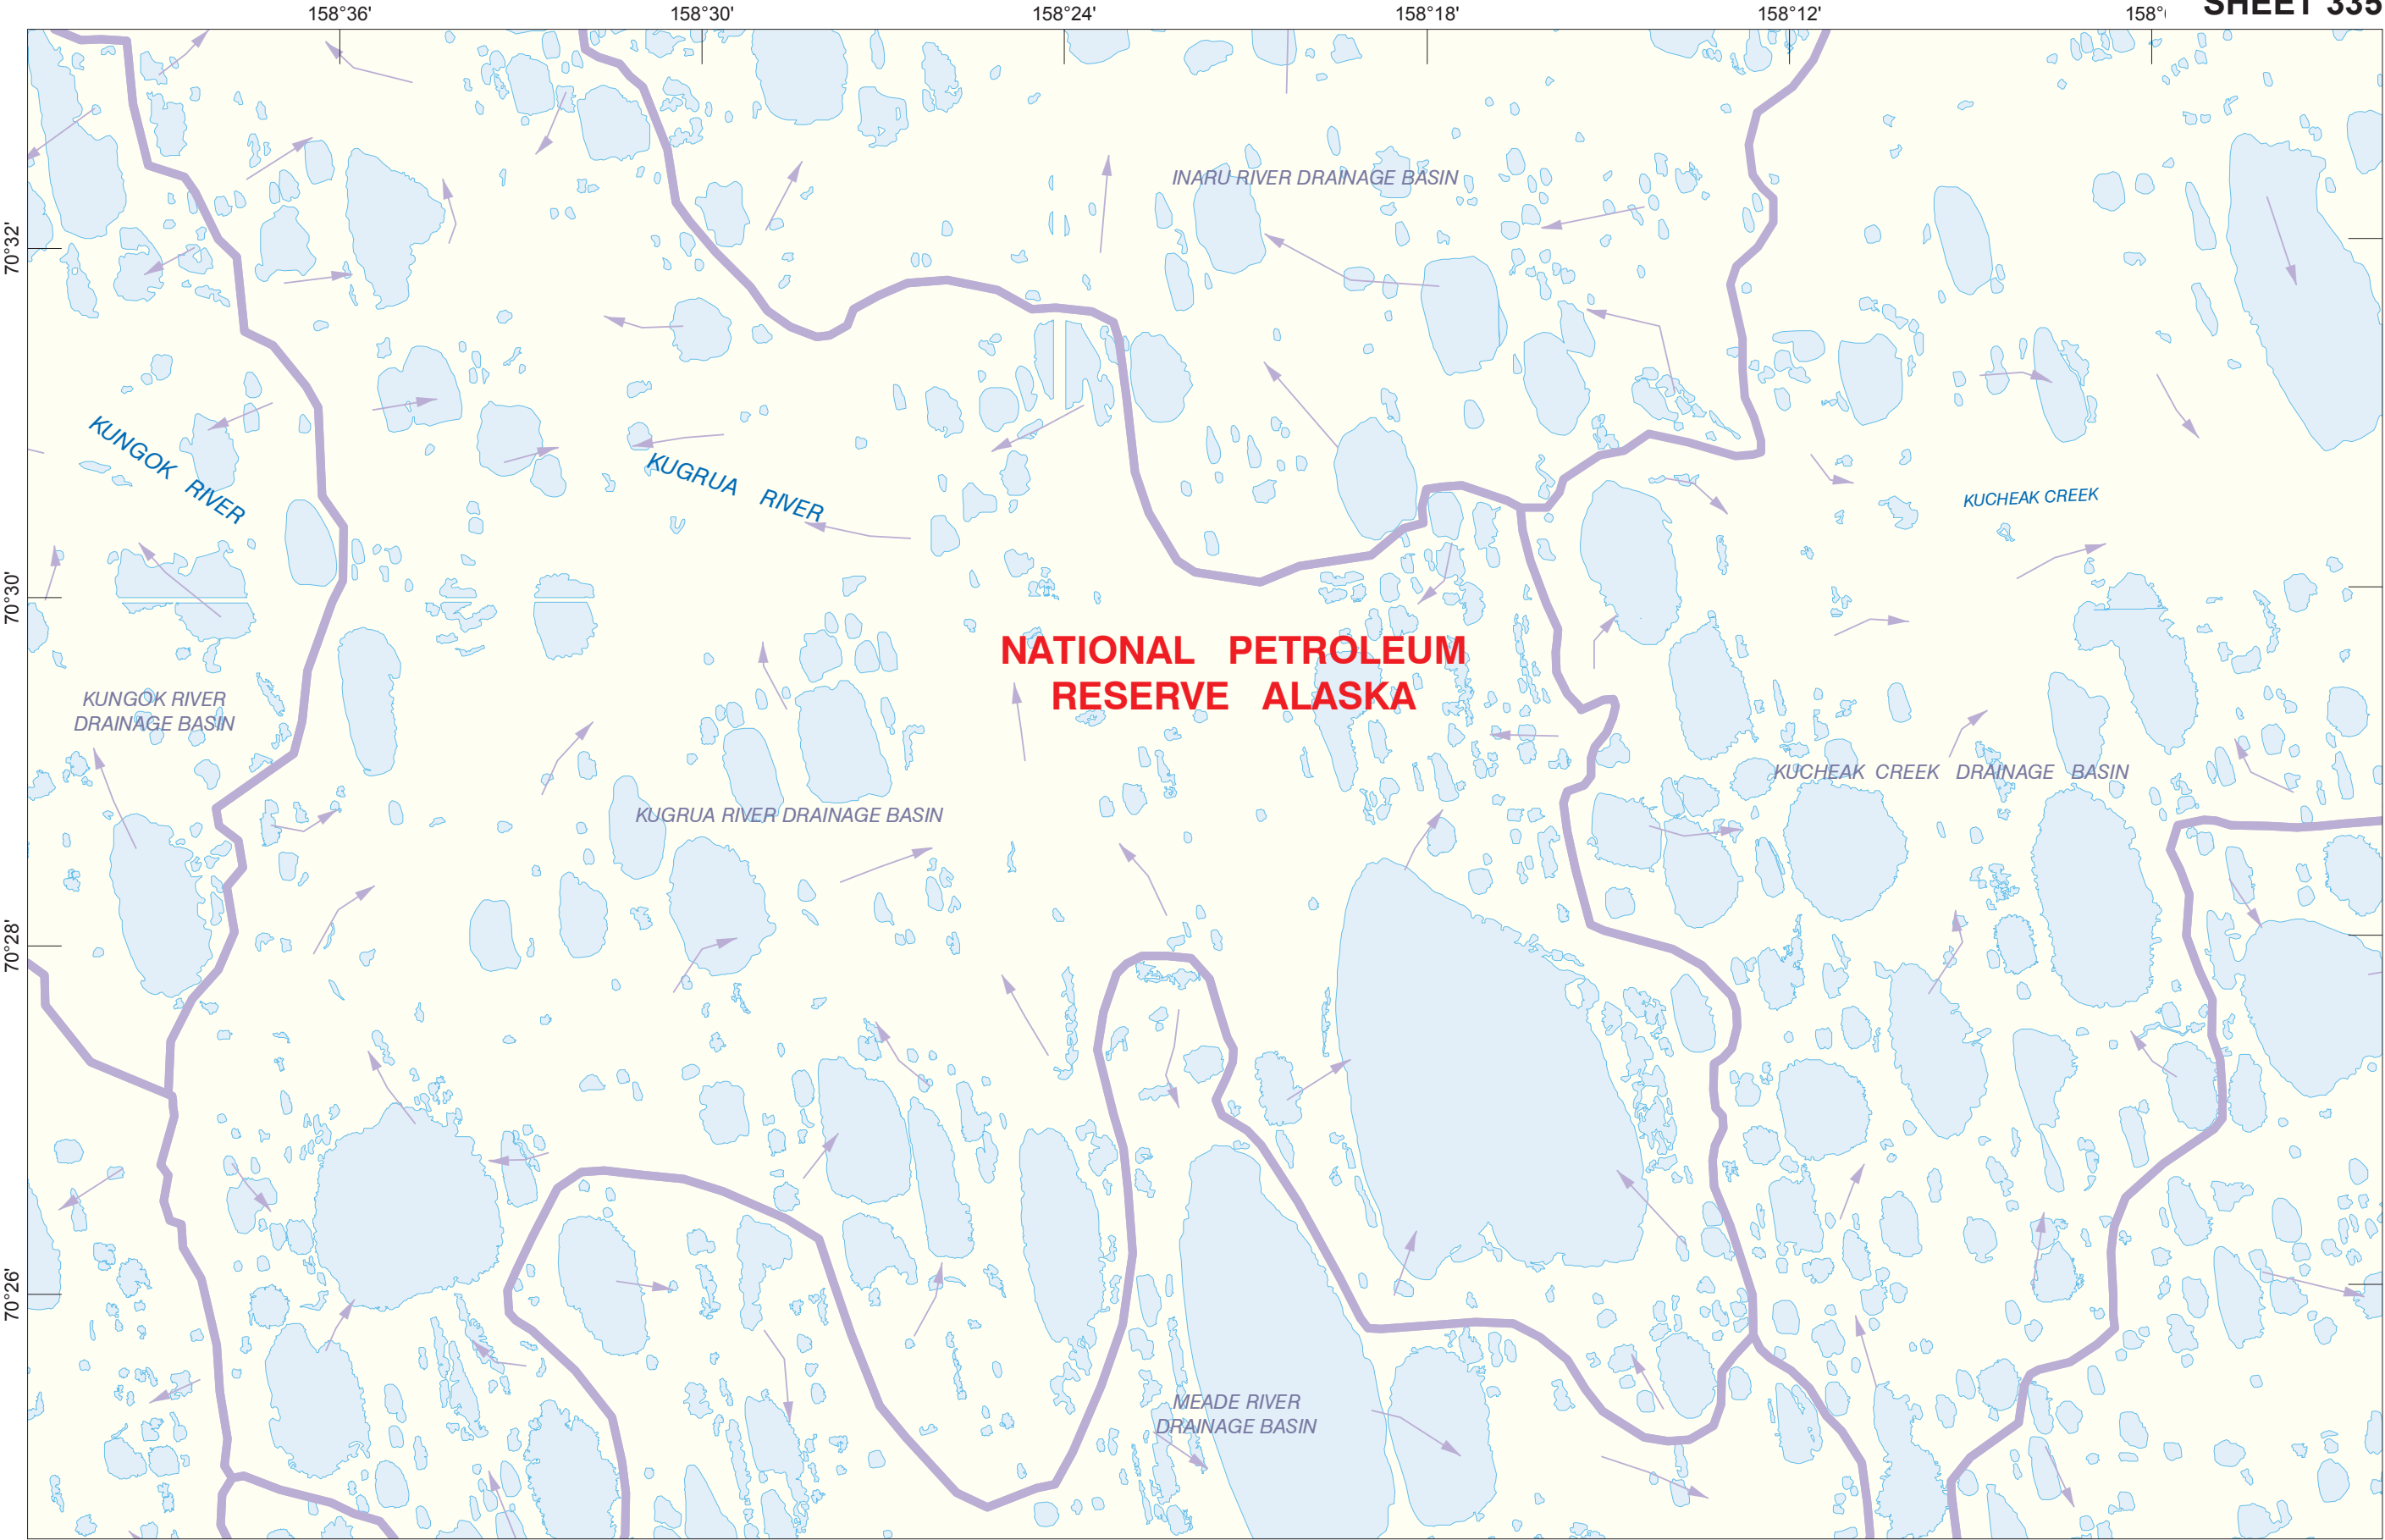 SHEET 335
158°36'
158°30'
158°24'
158°18'
158°12'
70°32'
70°30'
70°28'
70°26'
INARU RIVER DRAINAGE BASIN
KUNGOK RIVER
KUGRUA RIVER
KUCHEAK CREEK
NATIONAL PETROLEUM
RESERVE ALASKA
KUNGOK RIVER
DRAINAGE BASIN
KUCHEAK CREEK DRAINAGE BASIN
KUGRUA RIVER DRAINAGE BASIN
MEADE RIVER
DRAINAGE BASIN